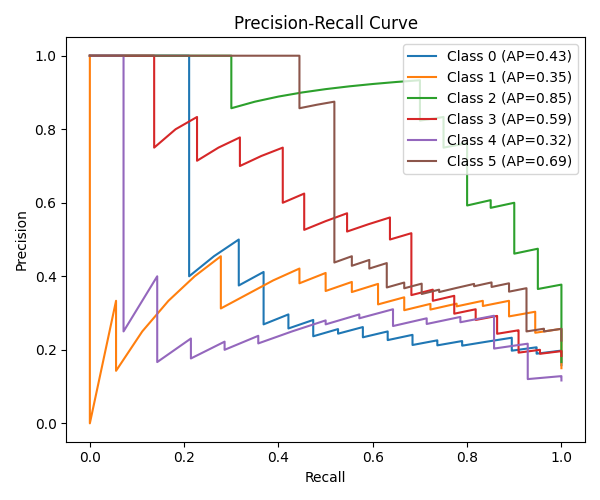 Precision-Recall Curve
1.0
0.8
0.6
0.4
0.2
0.0
Precision
Class 0 (AP=0.43)
Class 1 (AP=0.35)
Class 2 (AP=0.85)
Class 3 (AP=0.59)
Class 4 (AP=0.32)
Class 5 (AP=0.69)
0.0 0.2 0.4 0.6 0.8 1.0
Recall